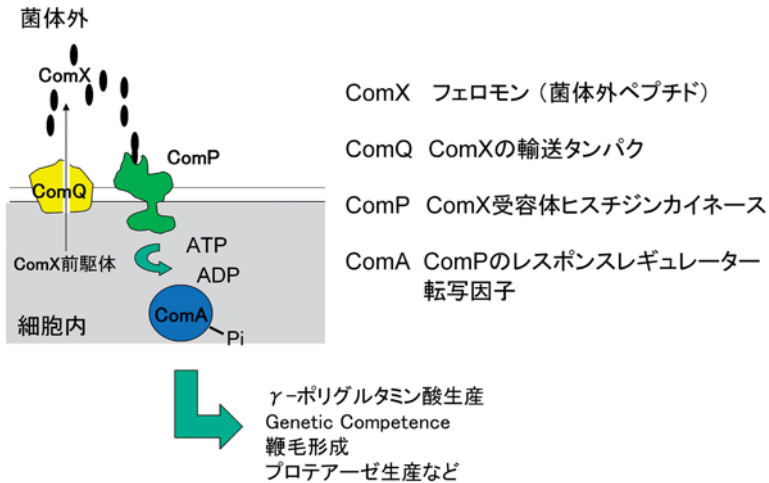 菌体外
ComX
ComP
ComQ
ATP
ComX前駆体
ADP
ComA
細胞内
Pi
ComX フェロモン（菌体外ペプチド）
ComQ ComXの輸送タンパク
ComP ComX受容体ヒスチジンカイネース
ComA ComPのレスポンスレギュレーター
転写因子
γ-ポリグルタミン酸生産
Genetic Competence
鞭毛形成
プロテアーゼ生産など